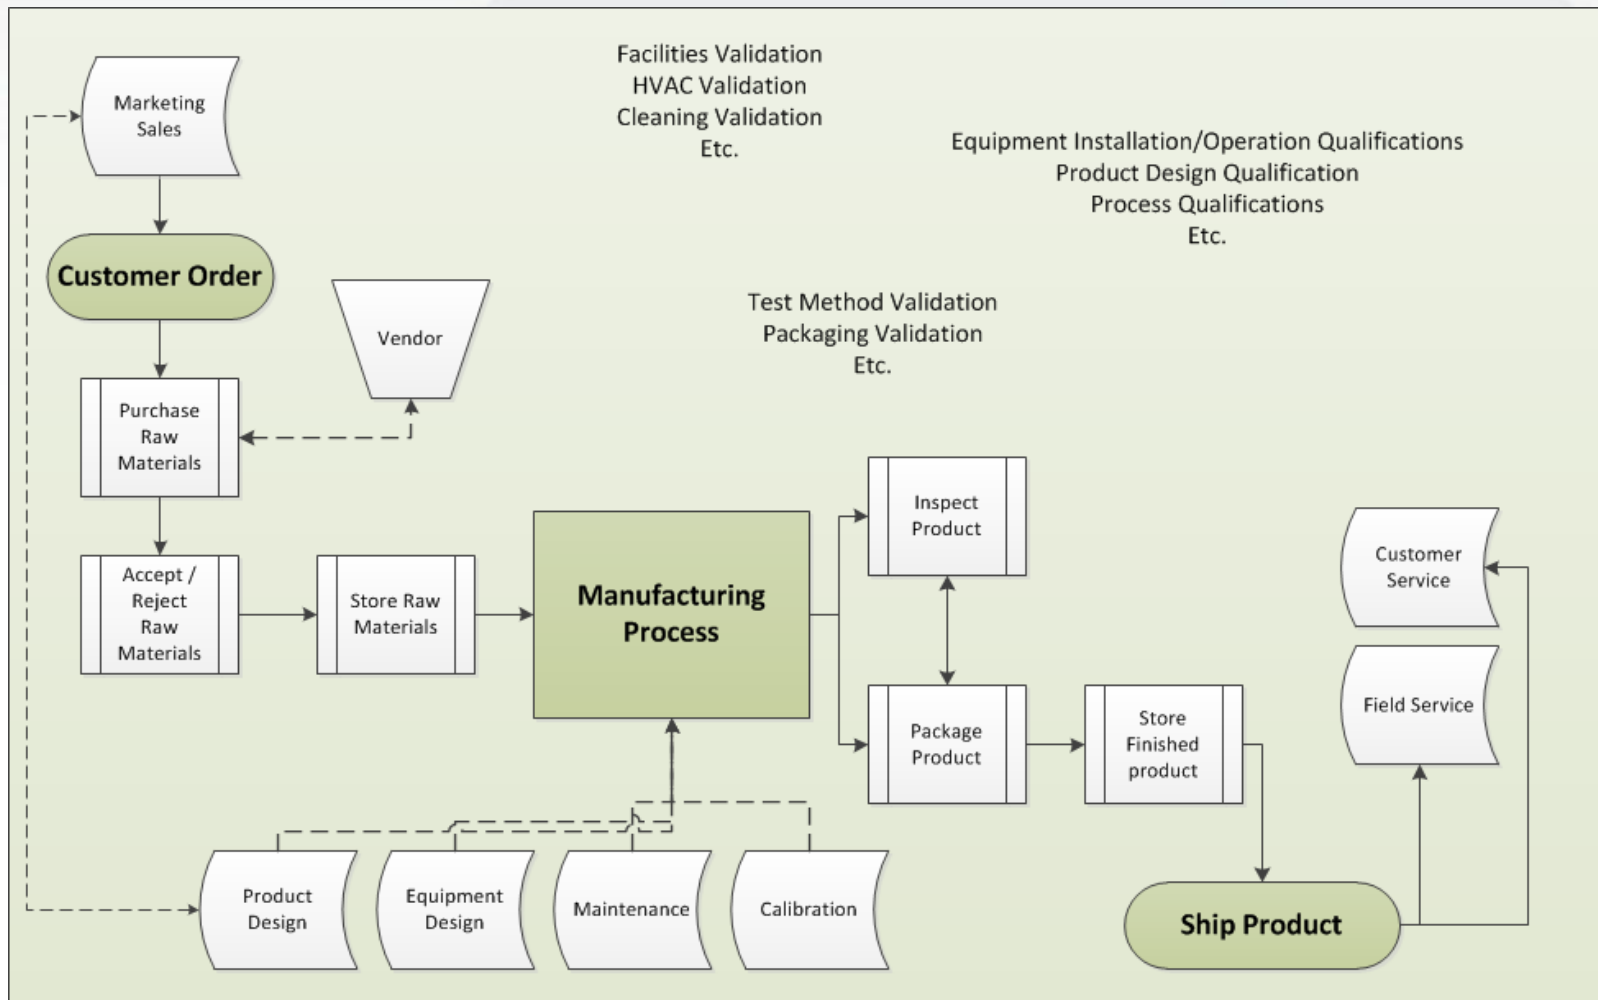 Marketing
Sales
Facilities Validation
HVAC Validation
Cleaning Validation
Etc.
Equipment Installation/Operation Qualifications
Product Design Qualification
Process Qualifications
Etc.
Customer Order
Vendor
Test Method Validation
Packaging Validation
Etc.
Purchase
Raw
Materials
Accept /
Reject
Raw
Materials
Store Raw
Materials
Manufacturing
Process
Inspect
Product
Package
Product
Store
Finished
product
Customer
Service
Field Service
Product
Design
Equipment
Design
Maintenance
Calibration
Ship Product